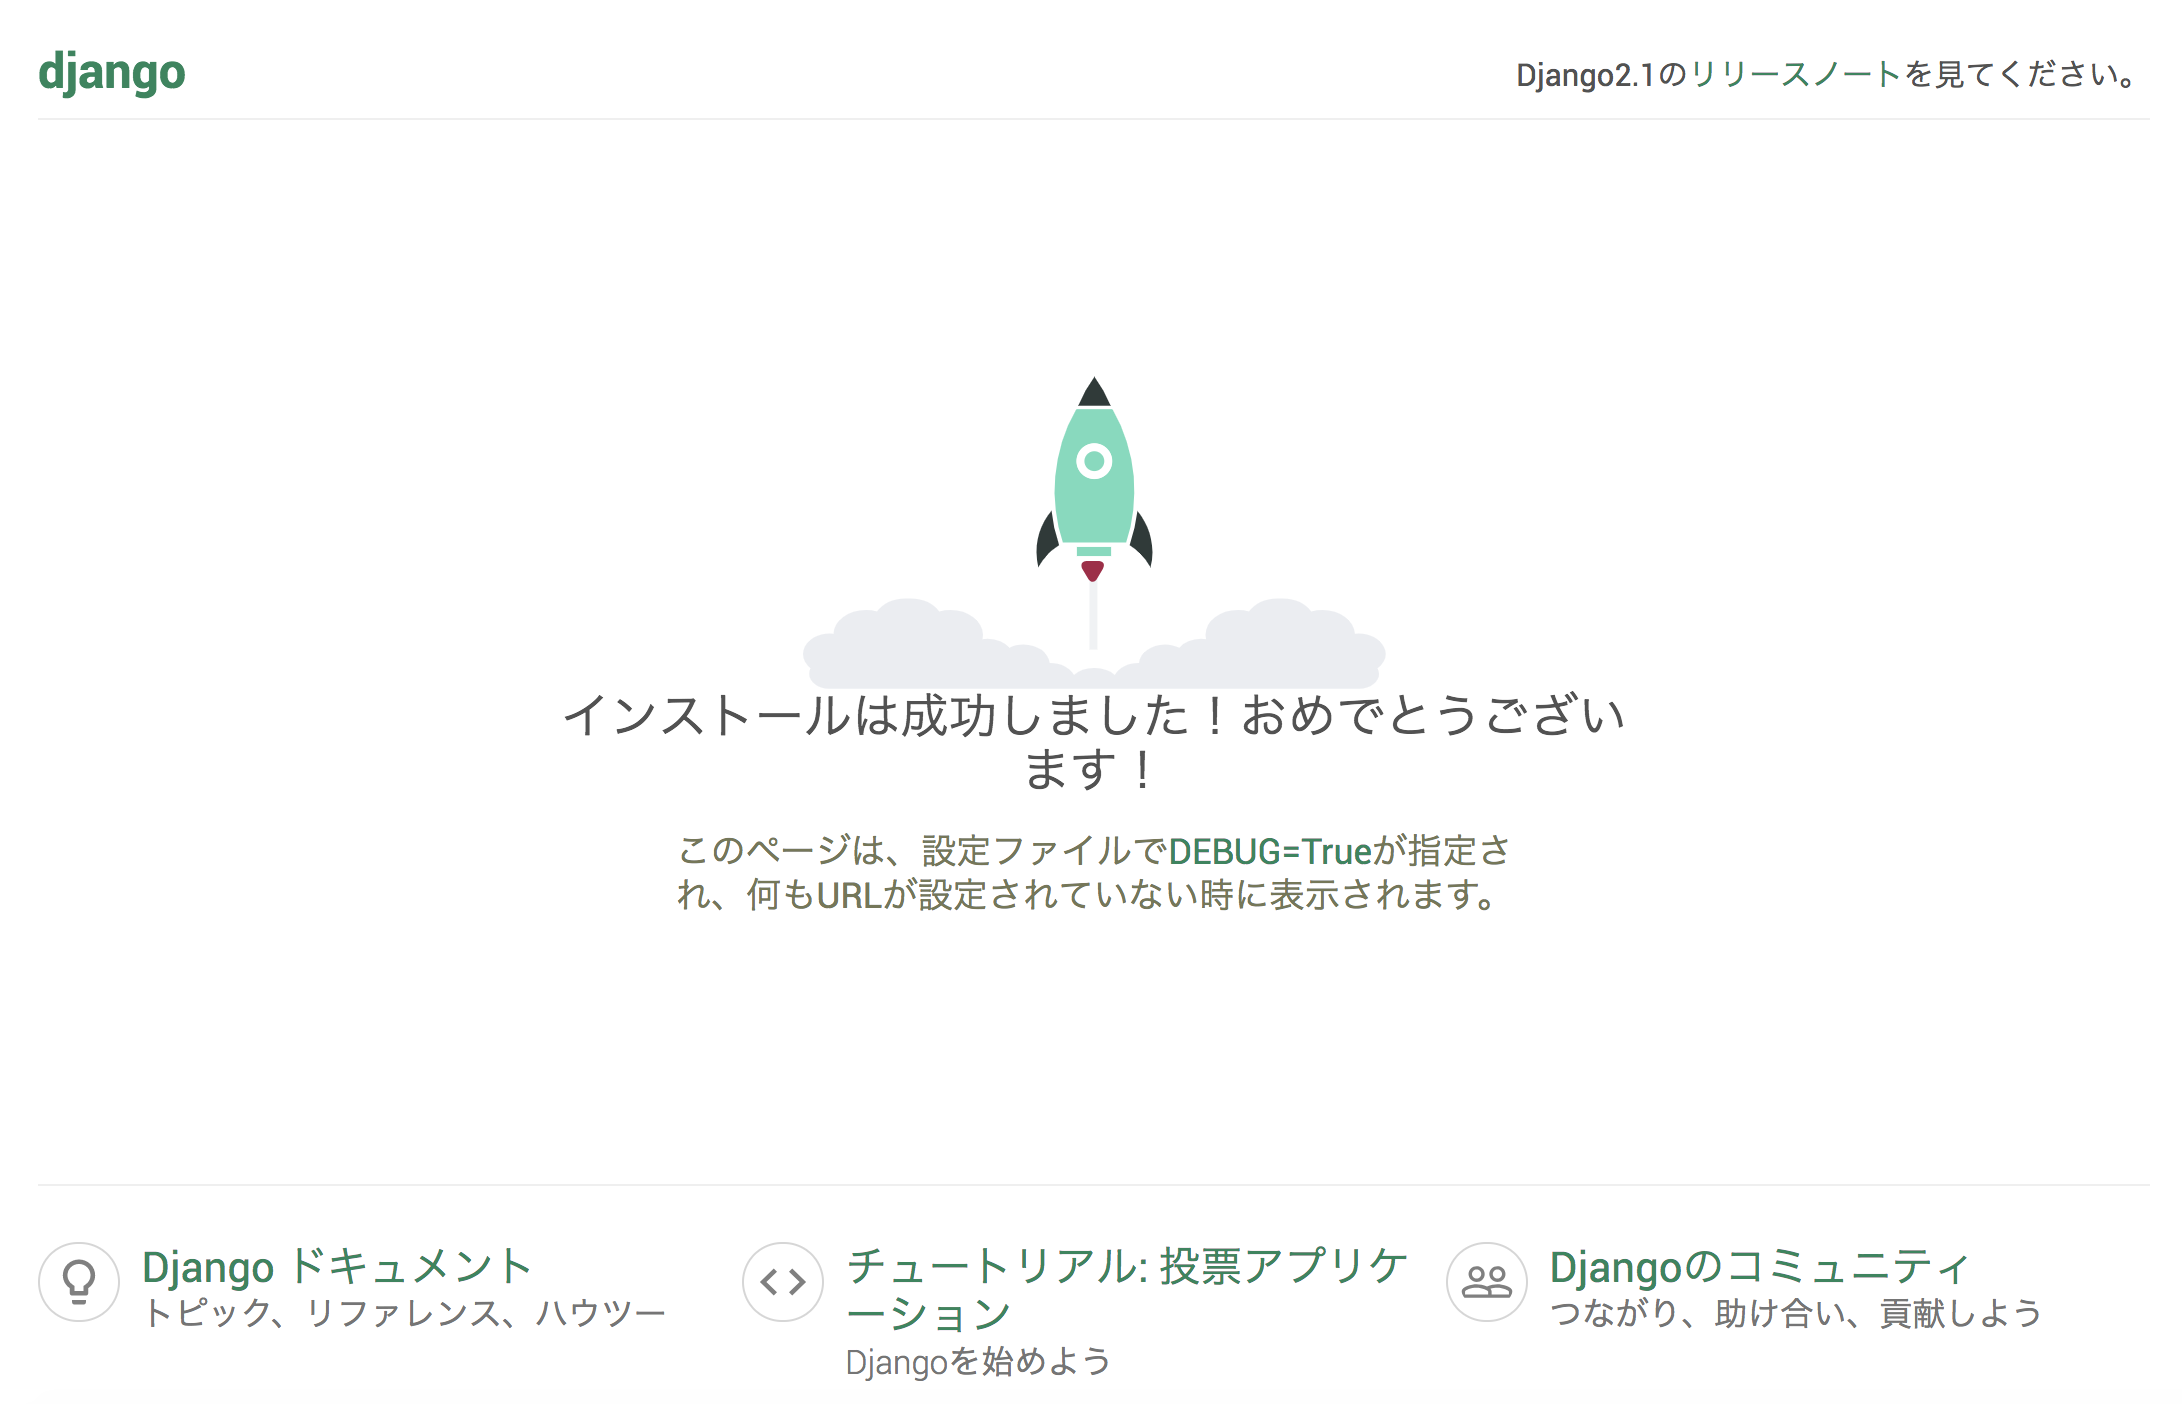 django
Django2.1のリリースノートを見てください。
インストールは成功しました！おめでとうござい
ます！
このページは、設定ファイルでDEBUG=Trueが指定さ
れ、何もURLが設定されていない時に表示されます。
Django ドキュメント
トピック、リファレンス、ハウツー
チュートリアル: 投票アプリケ
ーション
Djangoを始めよう
Djangoのコミュニティ
つながり、助け合い、貢献しよう